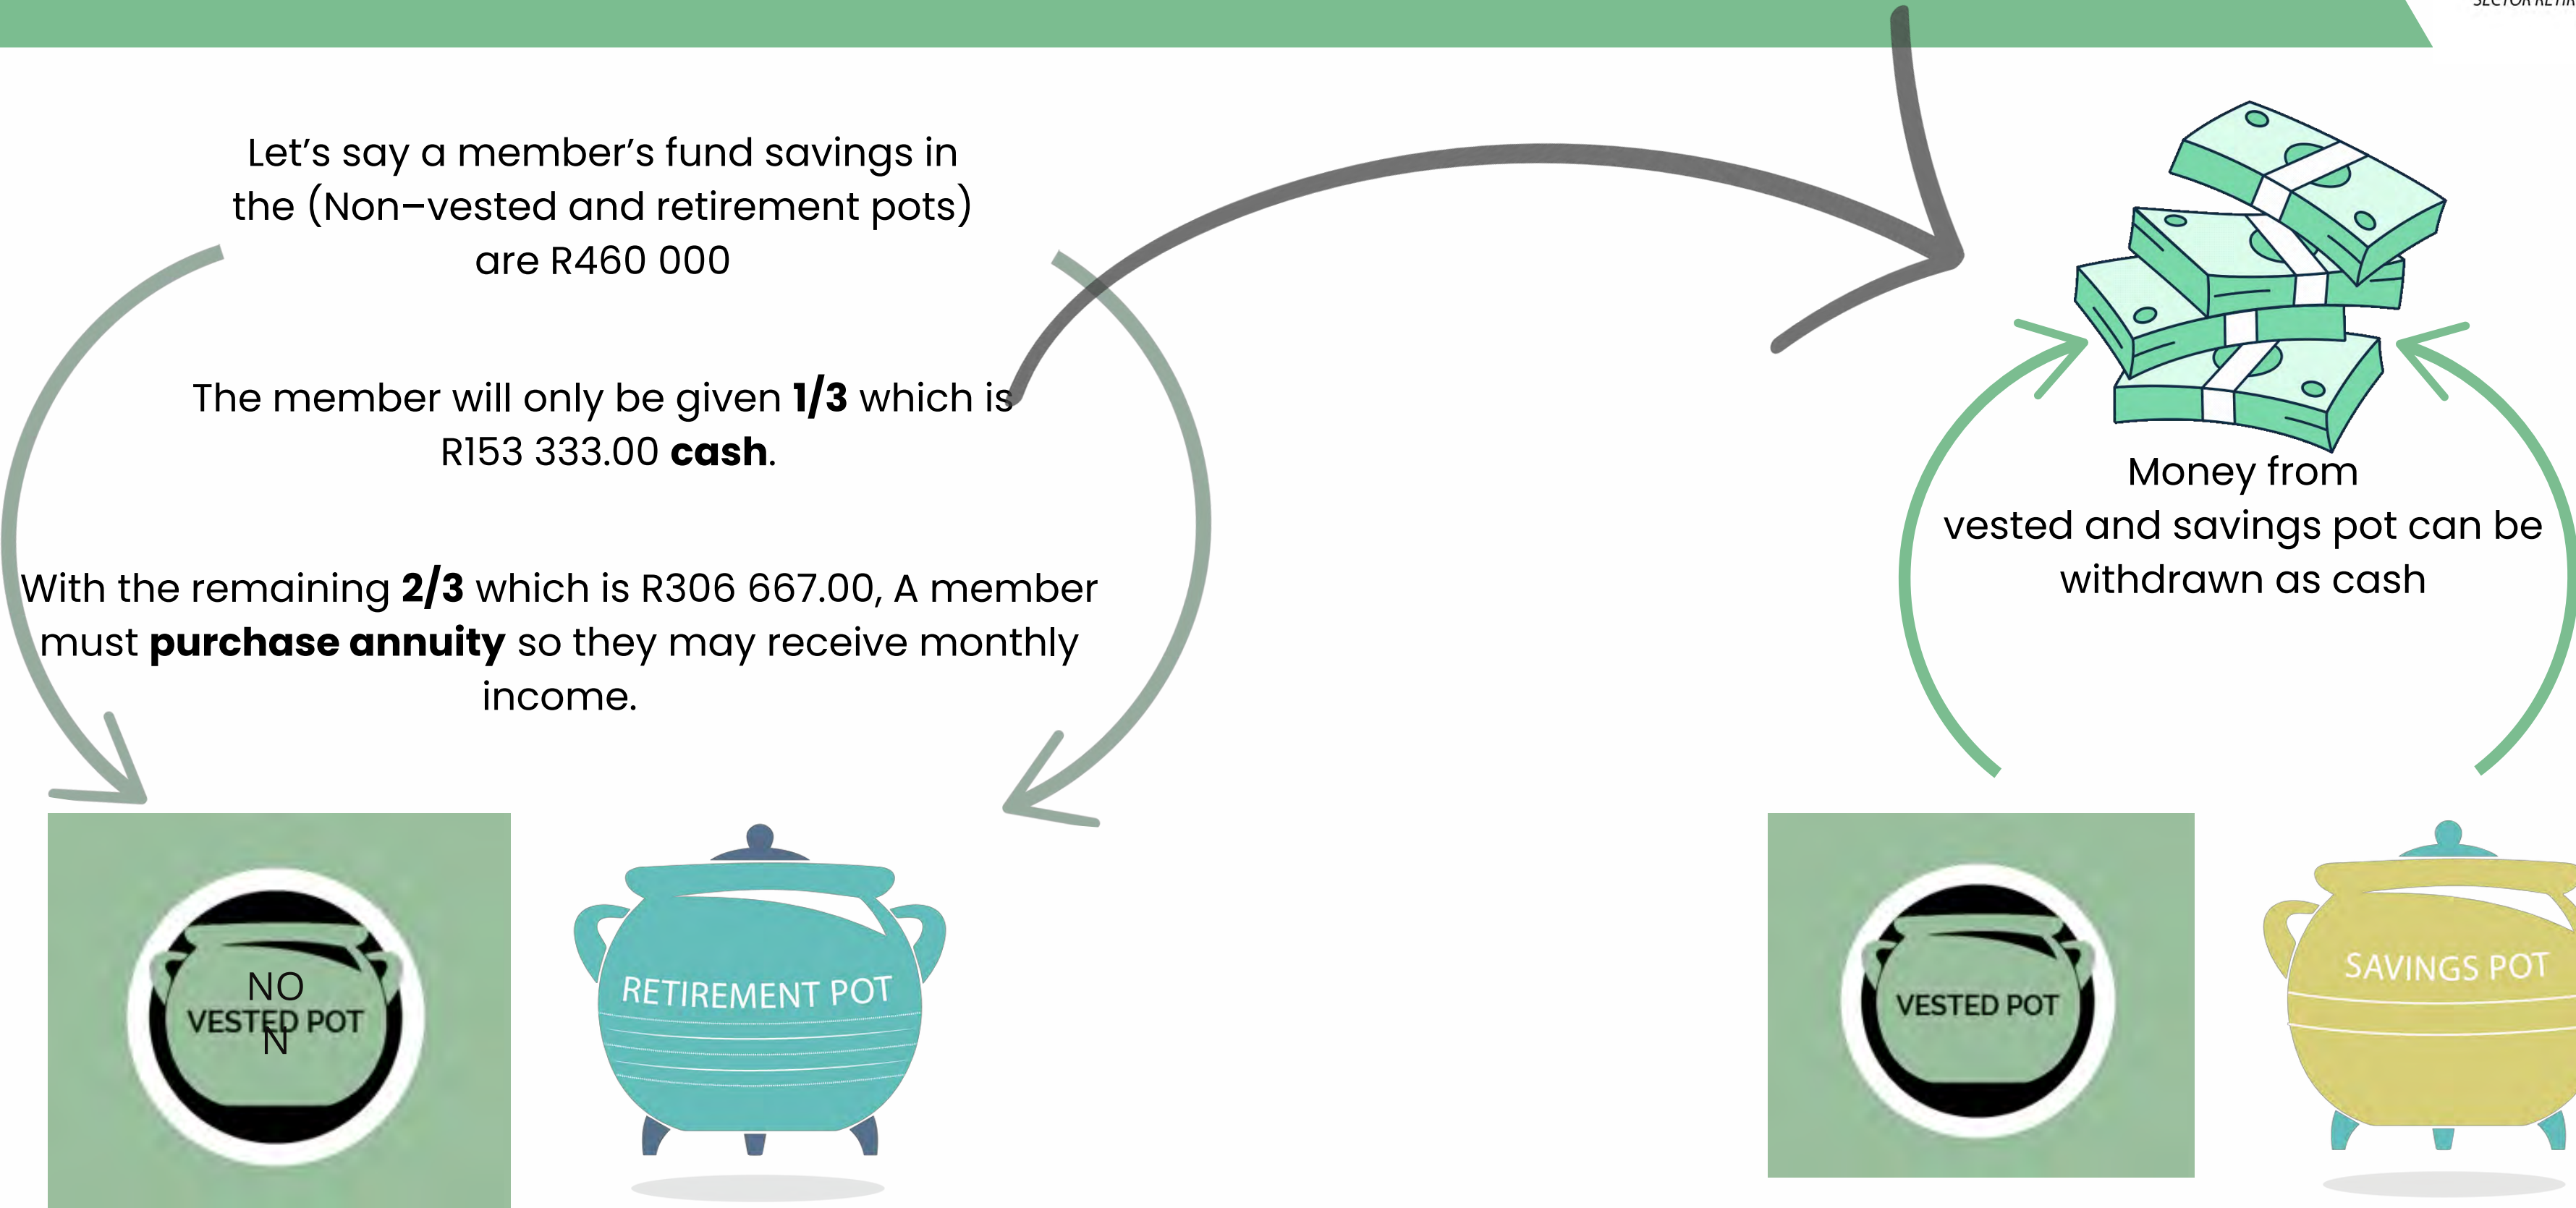 Let’s say a member’s fund savings in
the (Non–vested and retirement pots)
are R460 000
The member will only be given 1/3 which is
R153 333.00 cash.
With the remaining 2/3 which is R306 667.00, A member
must purchase annuity so they may receive monthly
income.
NO
VESTED POT
N
RETIREMENT POT
Money from
vested and savings pot can be
withdrawn as cash
VESTED POT
SAVINGS POT